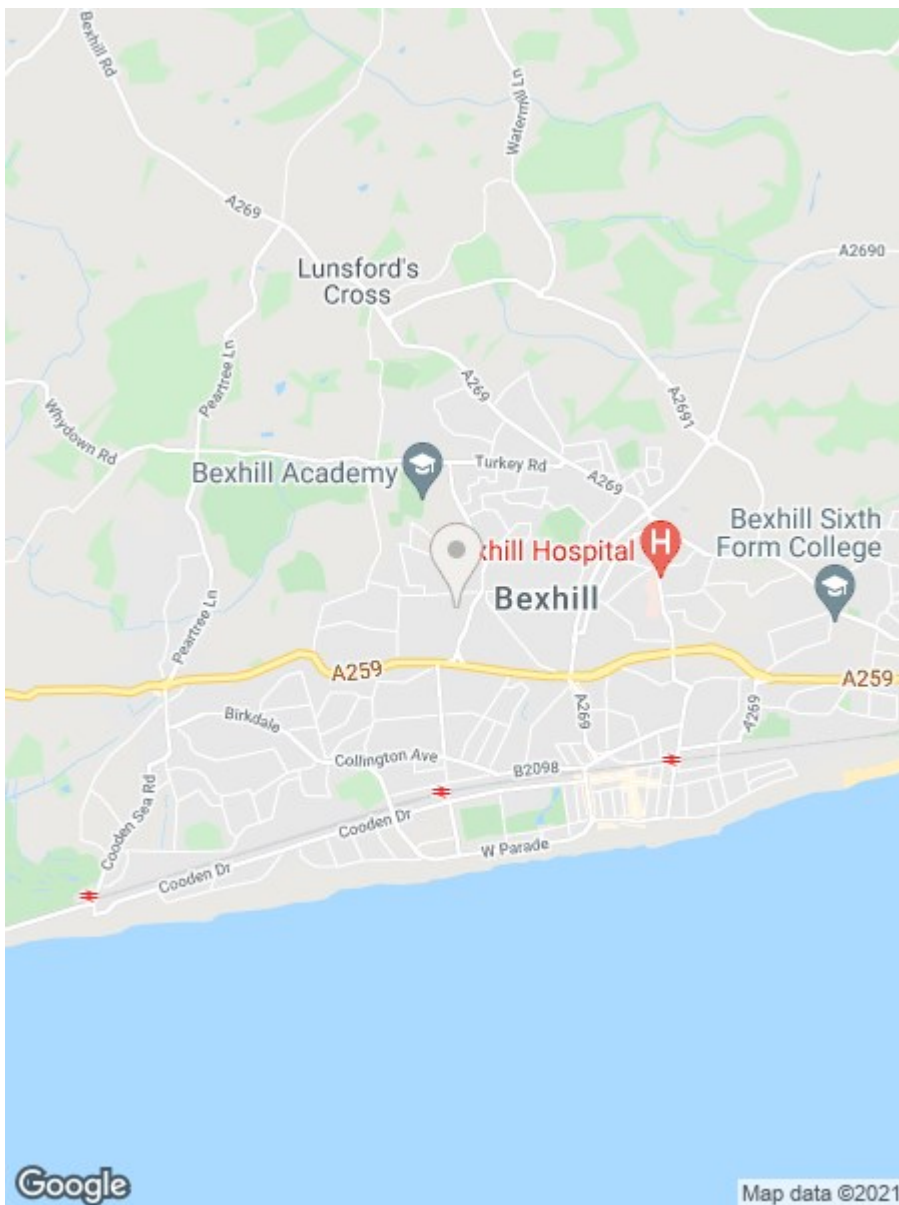 Bexhill Rd
Watermill Ln
A269
A2690
Lunsford's
Cross
Peartree Ln
A269
A2691
Whydown Rd
Turkey Rd
Bexhill Academy
A269
Bexhill Sixth
Form College
xhill Hospital
H
Bexhill
Peartree Ln
A259
A259
Birkdale
A269
A269
Collington Ave
B2098
Cooden Sea Rd
Cooden Dr
W Parade
Cooden Dr
Google
Map data ©2021